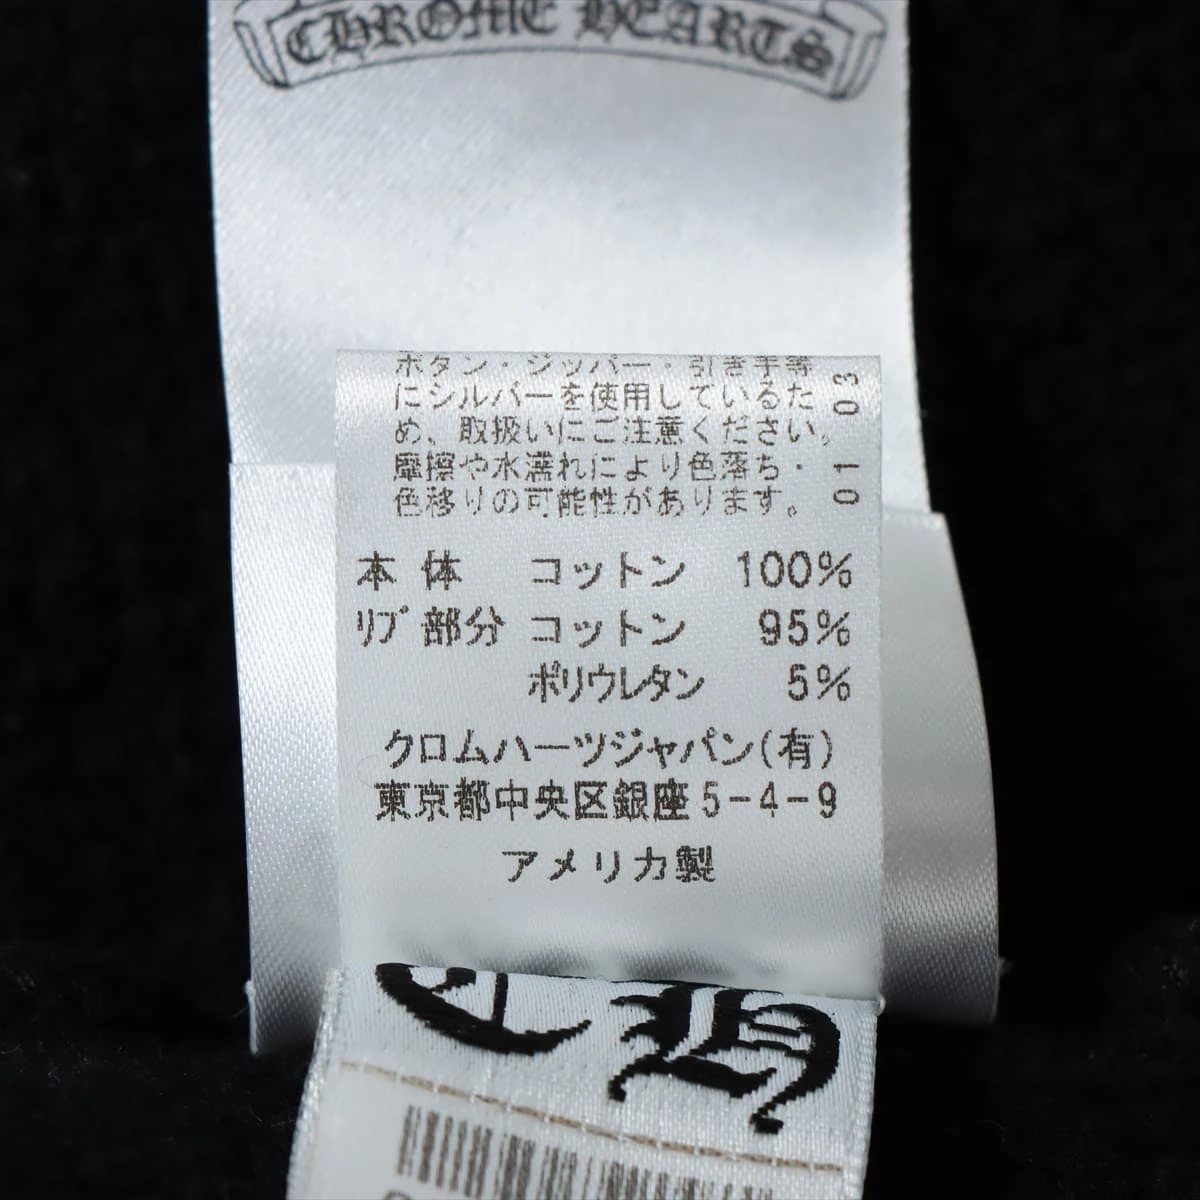 CHROME HEARTS
ボタン・ジッパー・引き手等
にシルバーを使用しているた
め、取扱いにご注意ください。
摩擦や水濡れにより色落ち・
色移りの可能性があります。
01 03
本体 コットン 100%
リブ部分 コットン 95%
ポリウレタン 5%
クロムハーツジャパン(有)
東京都中央区銀座5-4-9
アメリカ製